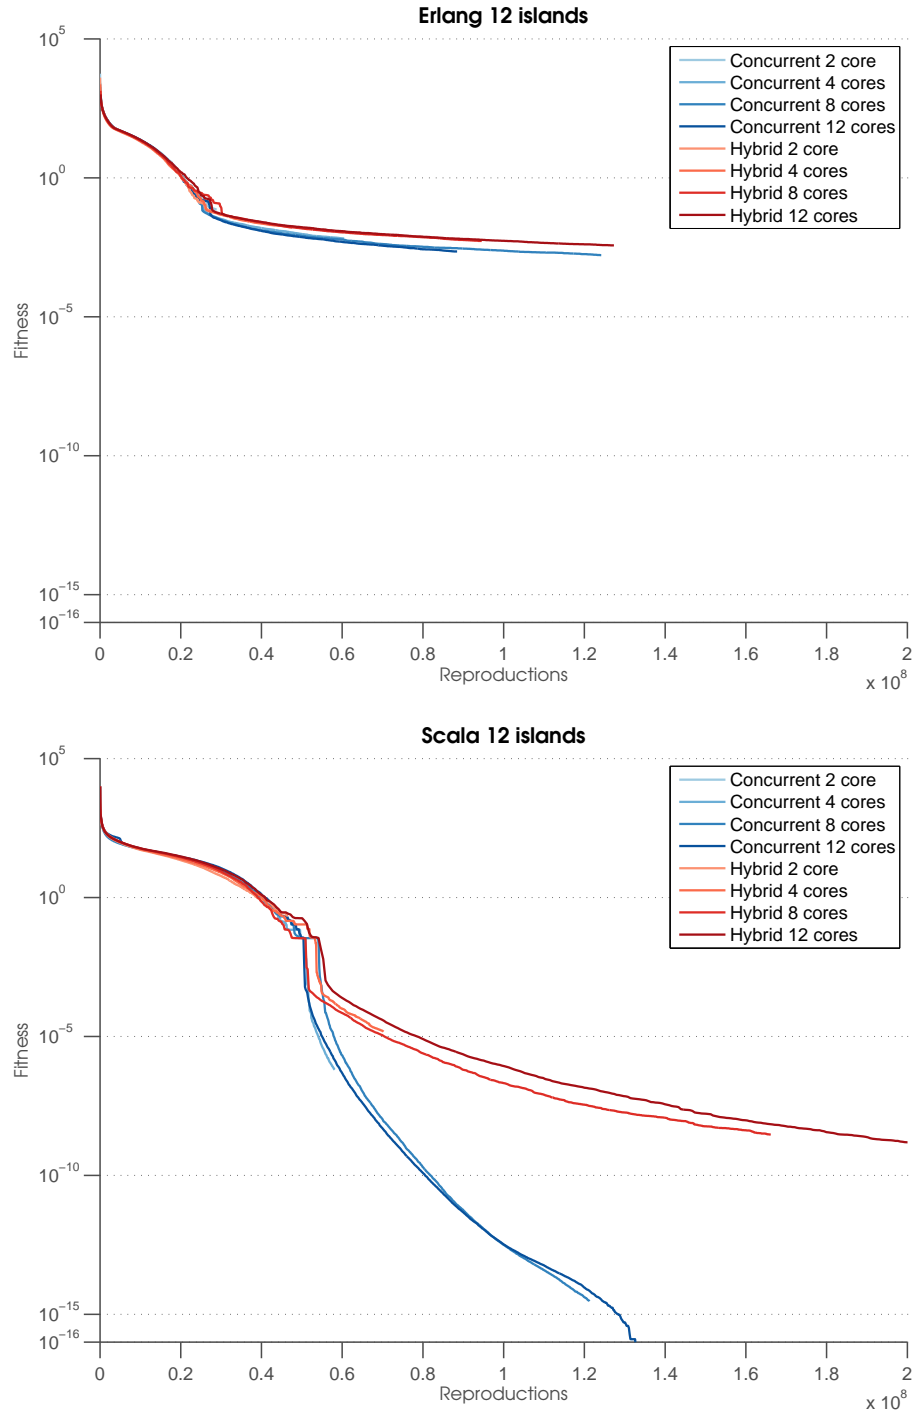 Erlang 12 islands
10^5
10^0
10^−5
10^−10
10^−15
10^−16
Fitness
Concurrent 2 core
Concurrent 4 cores
Concurrent 8 cores
Concurrent 12 cores
Hybrid 2 core
Hybrid 4 cores
Hybrid 8 cores
Hybrid 12 cores
0 0.2 0.4 0.6 0.8 1 1.2 1.4 1.6 1.8 2
Reproductions
x 10^8
Scala 12 islands
10^5
10^0
10^−5
10^−10
10^−15
10^−16
Fitness
Concurrent 2 core
Concurrent 4 cores
Concurrent 8 cores
Concurrent 12 cores
Hybrid 2 core
Hybrid 4 cores
Hybrid 8 cores
Hybrid 12 cores
0 0.2 0.4 0.6 0.8 1 1.2 1.4 1.6 1.8 2
Reproductions
x 10^8